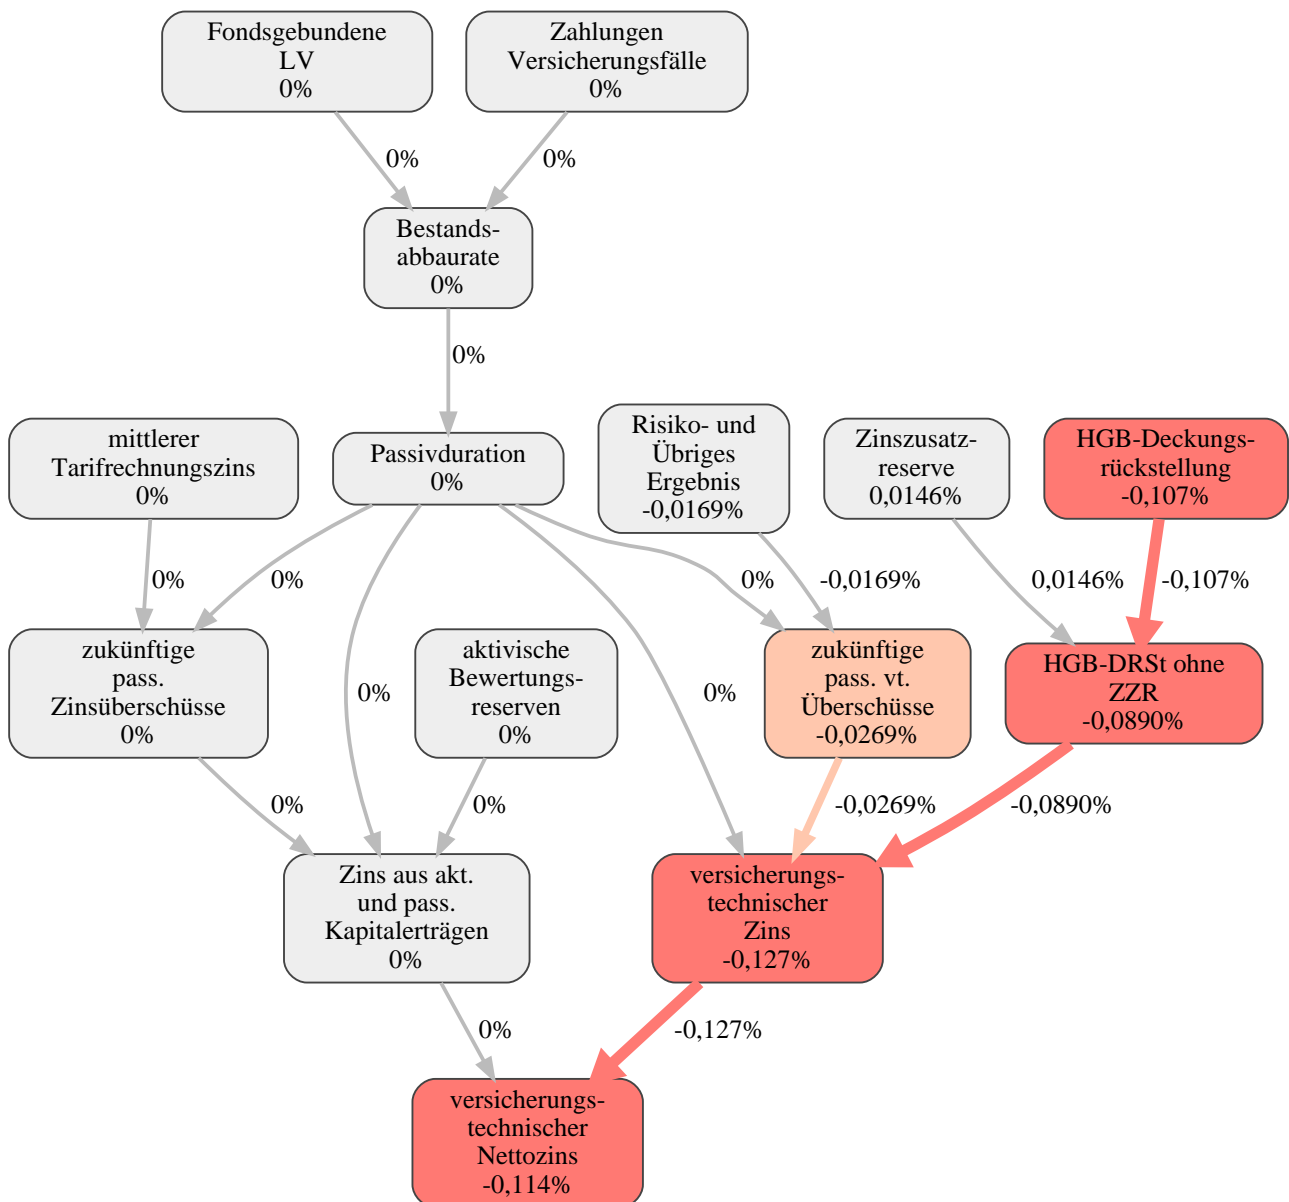 Fondsgebundene
LV
0%
Zahlungen
Versicherungsfälle
0%
0%
0%
Bestands-
abbaurate
0%
0%
mittlerer
Tarifrechnungszins
0%
Passivduration
0%
Risiko- und
Übriges
Ergebnis
-0,0169%
Zinszusatz-
reserve
0,0146%
HGB-Deckungs-
rückstellung
-0,107%
0%
0%
0%
-0,0169%
0,0146%
-0,107%
zukünftige
pass.
Zinsüberschüsse
0%
0%
aktivische
Bewertungs-
reserven
0%
0%
zukünftige
pass. vt.
Überschüsse
-0,0269%
HGB-DRSt ohne
ZZR
-0,0890%
0%
0%
-0,0269%
-0,0890%
Zins aus akt.
und pass.
Kapitalerträgen
0%
versicherungs-
technischer
Zins
-0,127%
0%
-0,127%
versicherungs-
technischer
Nettozins
-0,114%